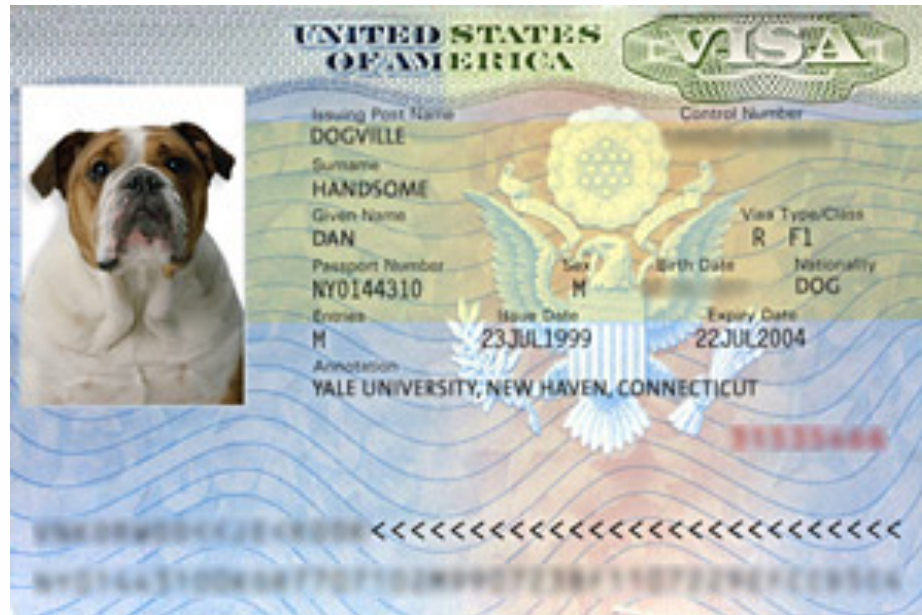 UNITED STATES
OF AMERICA
VISA
Issuing Post Name
Control Number
DOGVILLE
Surname
HANDSOME
Given Name
Visa Type/Class
DAN
R F1
Passport Number
Sex
Birth Date
Nationality
NY0144310
M
DOG
Entries
Issue Date
Expiry Date
M
23JUL1999
22JUL2004
Annotation
YALE UNIVERSITY, NEW HAVEN, CONNECTICUT
<<<<<<<<<<<<<<<<<<<<<<<<<<<